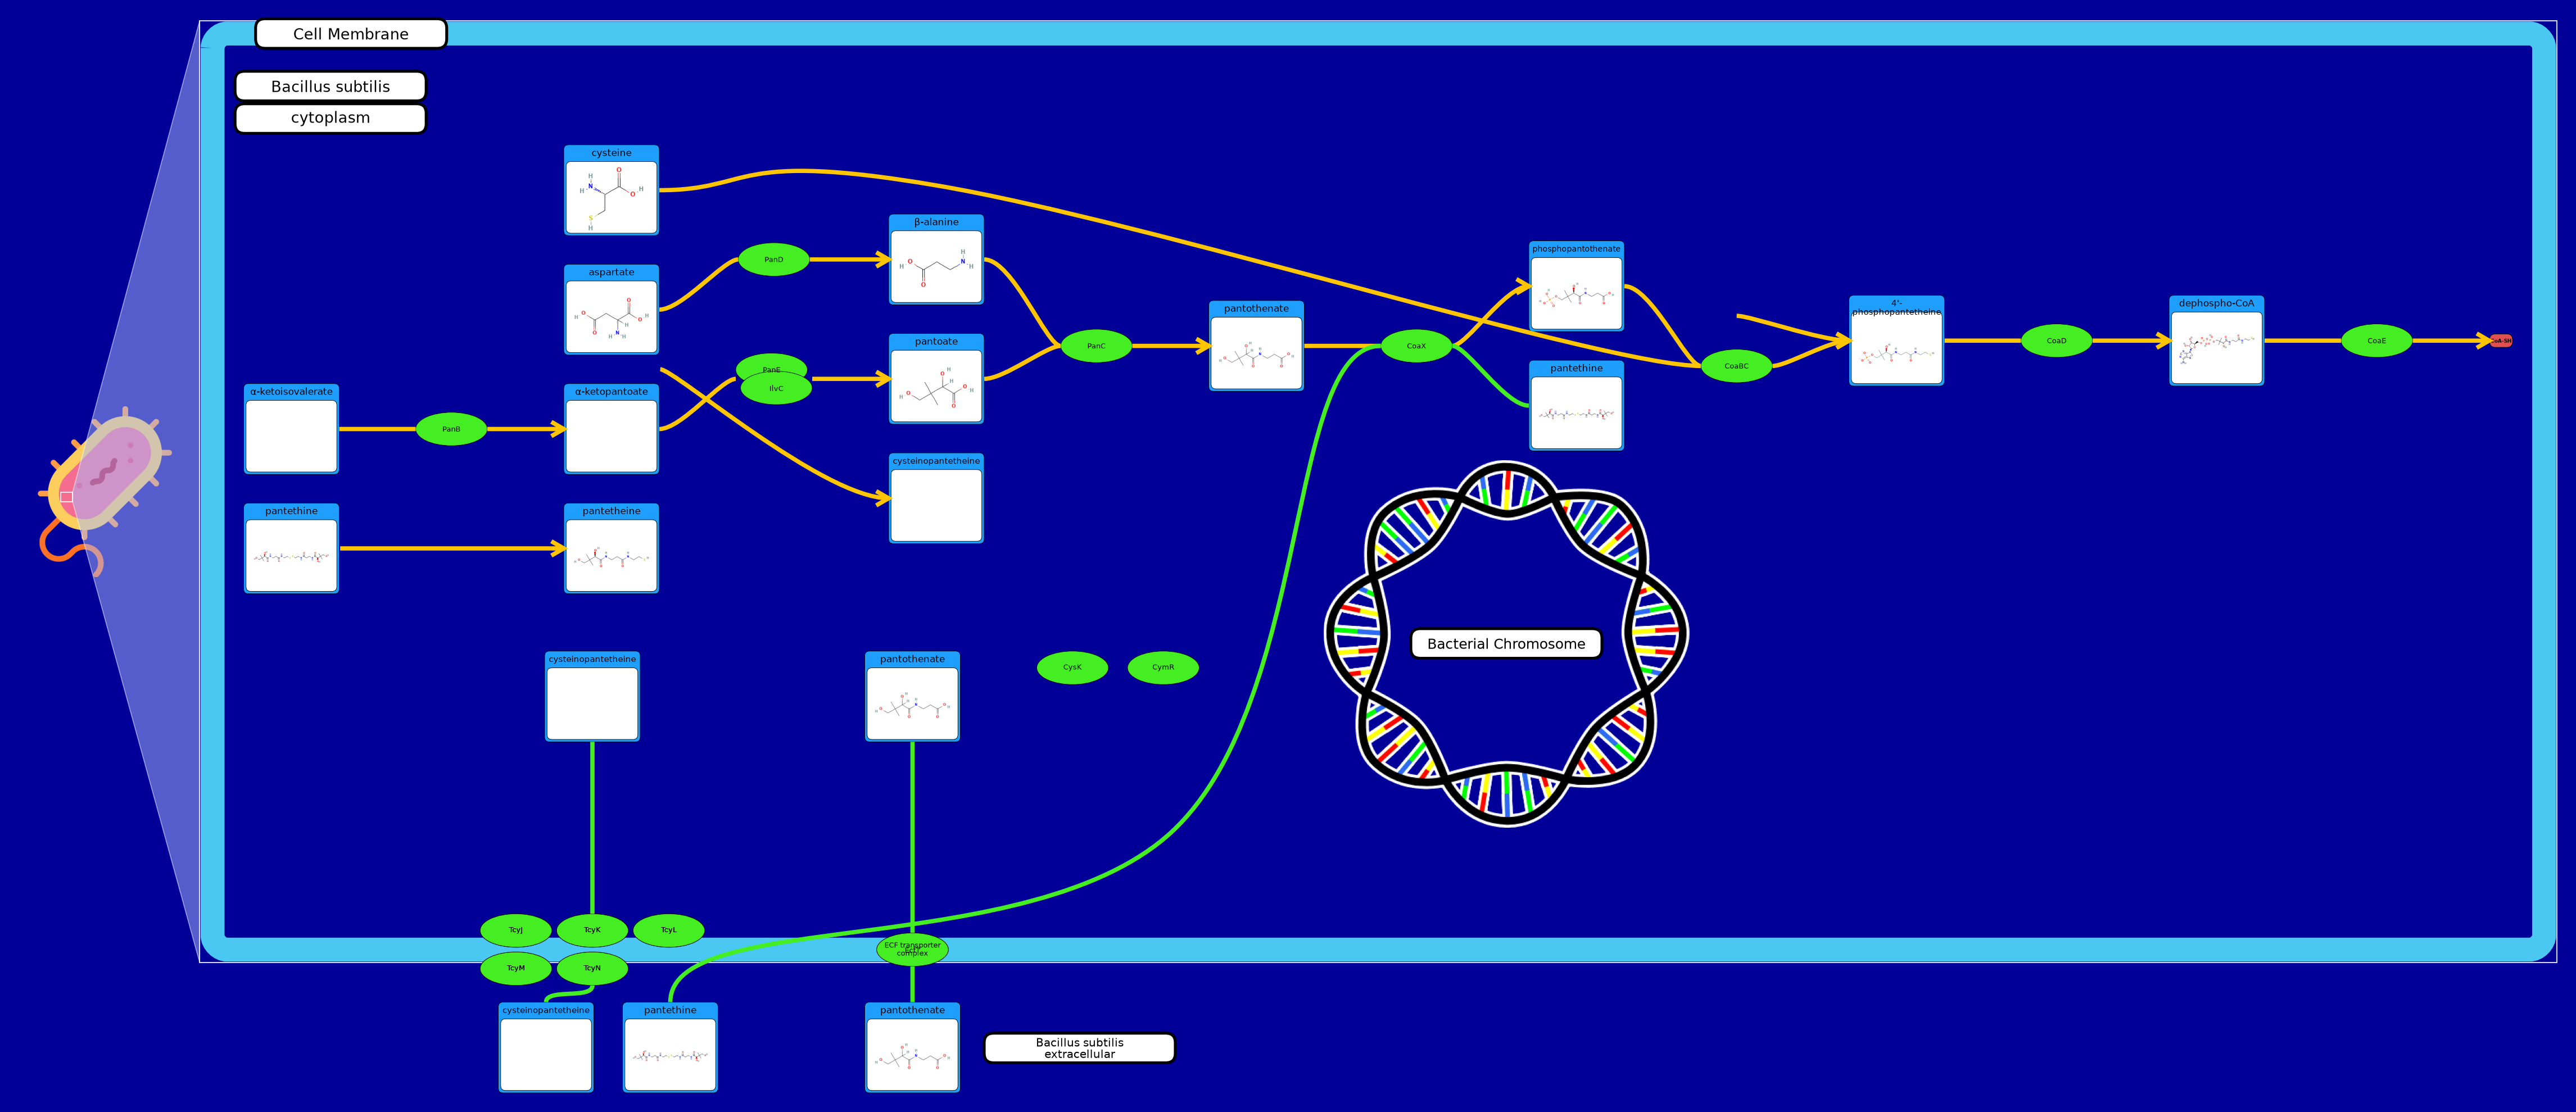 Cell Membrane
Bacillus subtilis
cytoplasm
cysteine
β-alanine
PanD
aspartate
phosphopantothenate
4'-
phosphopantetheine
dephospho-CoA
pantothenate
pantoate
PanC
CoaX
CoaD
CoaE
CoA-SH
PanE
IlvC
CoaBC
pantethine
α-ketoisovalerate
α-ketopantoate
PanB
cysteinopantetheine
pantethine
pantetheine
Bacterial Chromosome
cysteinopantetheine
pantothenate
CysK
CymR
TcyJ
TcyK
TcyL
ECF transporter
complex
TcyM
TcyN
cysteinopantetheine
pantethine
pantothenate
Bacillus subtilis
extracellular